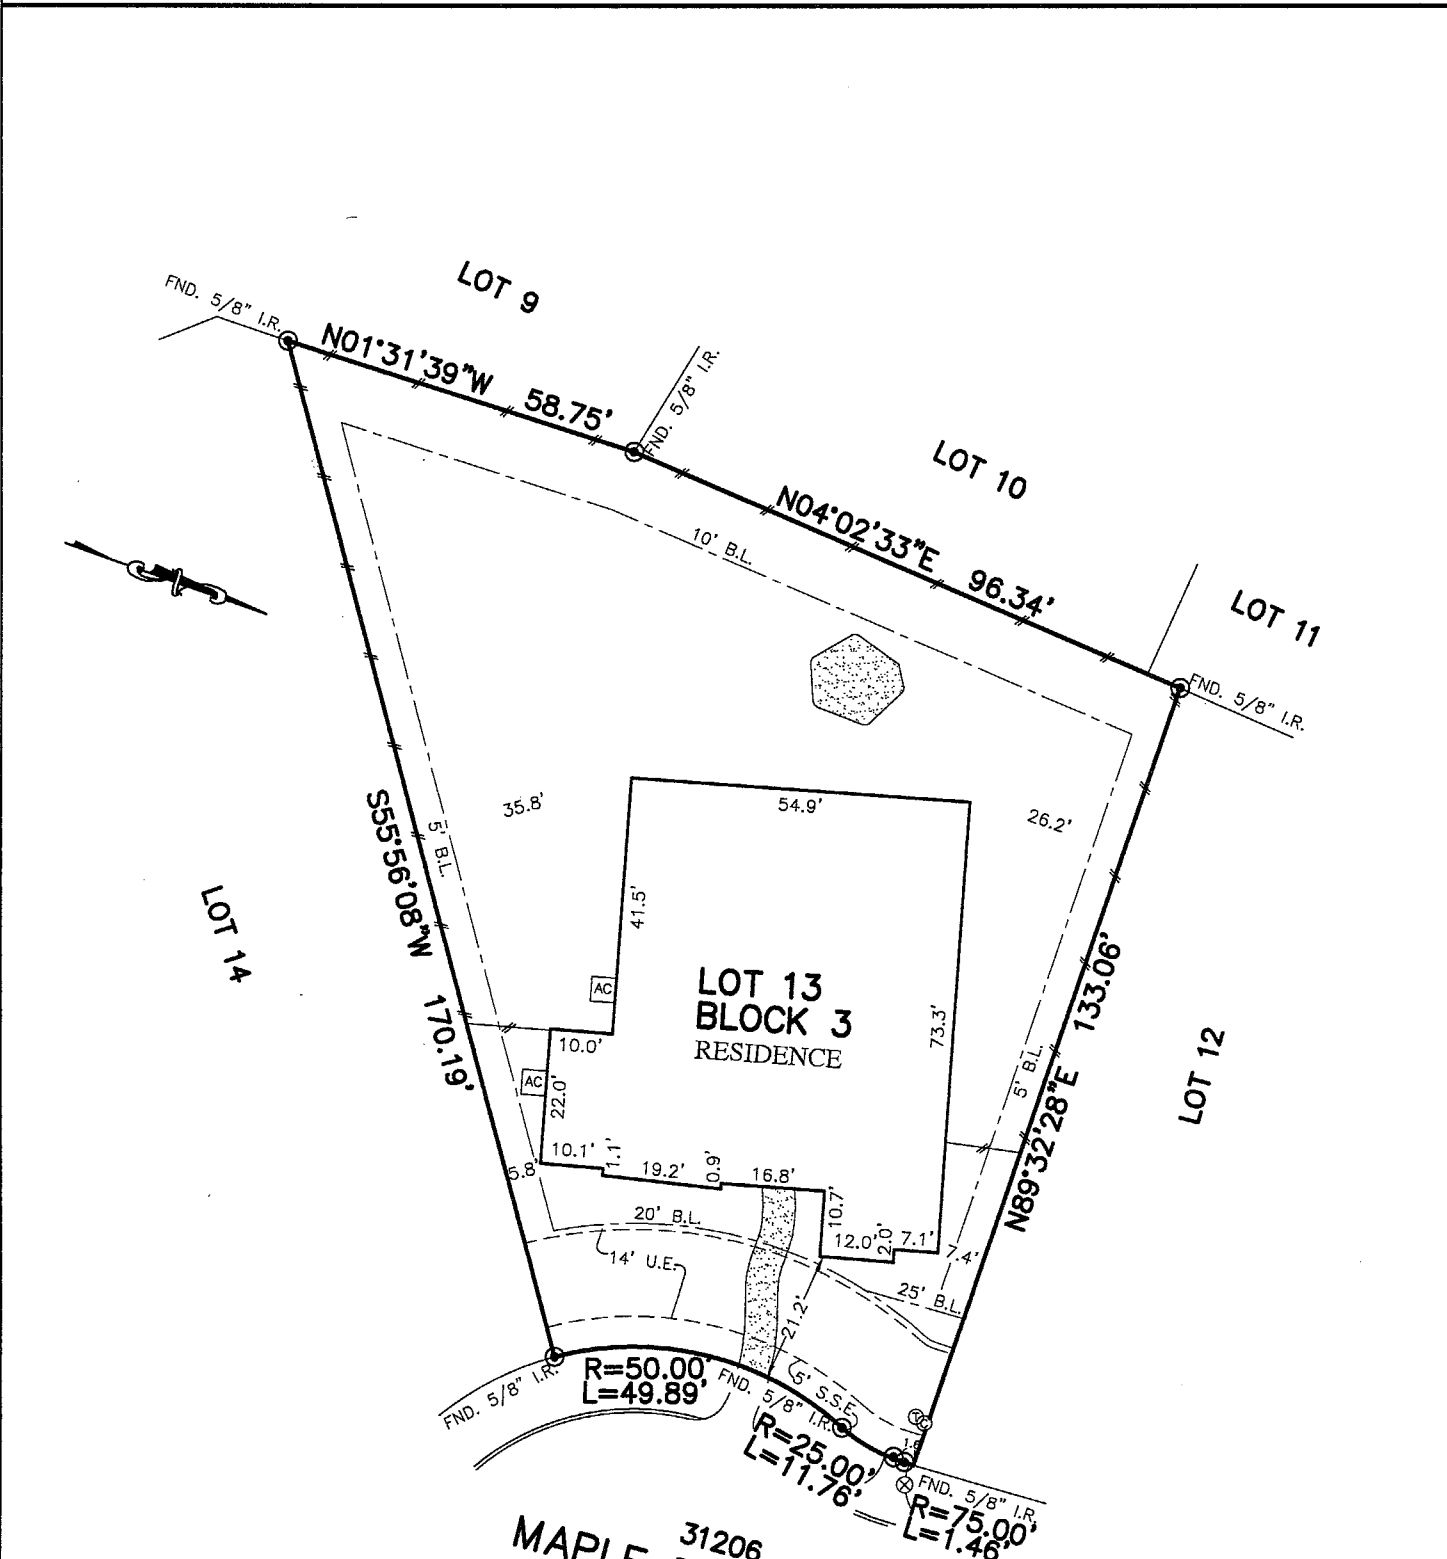 LOT 9
FND. 5/8" I.R.
N01°31'39"W 58.75'
FND. 5/8" I.R.
LOT 10
N04°02'33"E 96.34'
10' B.L.
LOT 11
FND. 5/8" I.R.
35.8'
54.9'
26.2'
5' B.L.
S55°56'08"W 170.19'
LOT 14
41.5'
AC
LOT 13
BLOCK 3
RESIDENCE
73.3'
133.06'
N89°32'28"E
5' B.L.
LOT 12
10.0'
AC
22.0'
10.1'
1.1'
19.2'
0.9'
16.8'
5.8'
10.7'
12.0'
2.0'
7.1'
7.4'
20' B.L.
14' U.E.
25' B.L.
21.2'
5' S.S.E.
R=50.00'
L=49.89'
FND. 5/8" I.R.
FND. 5/8" I.R.
R=25.00'
L=11.76'
FND. 5/8" I.R.
R=75.00'
L=1.46'
31206
MAPLE